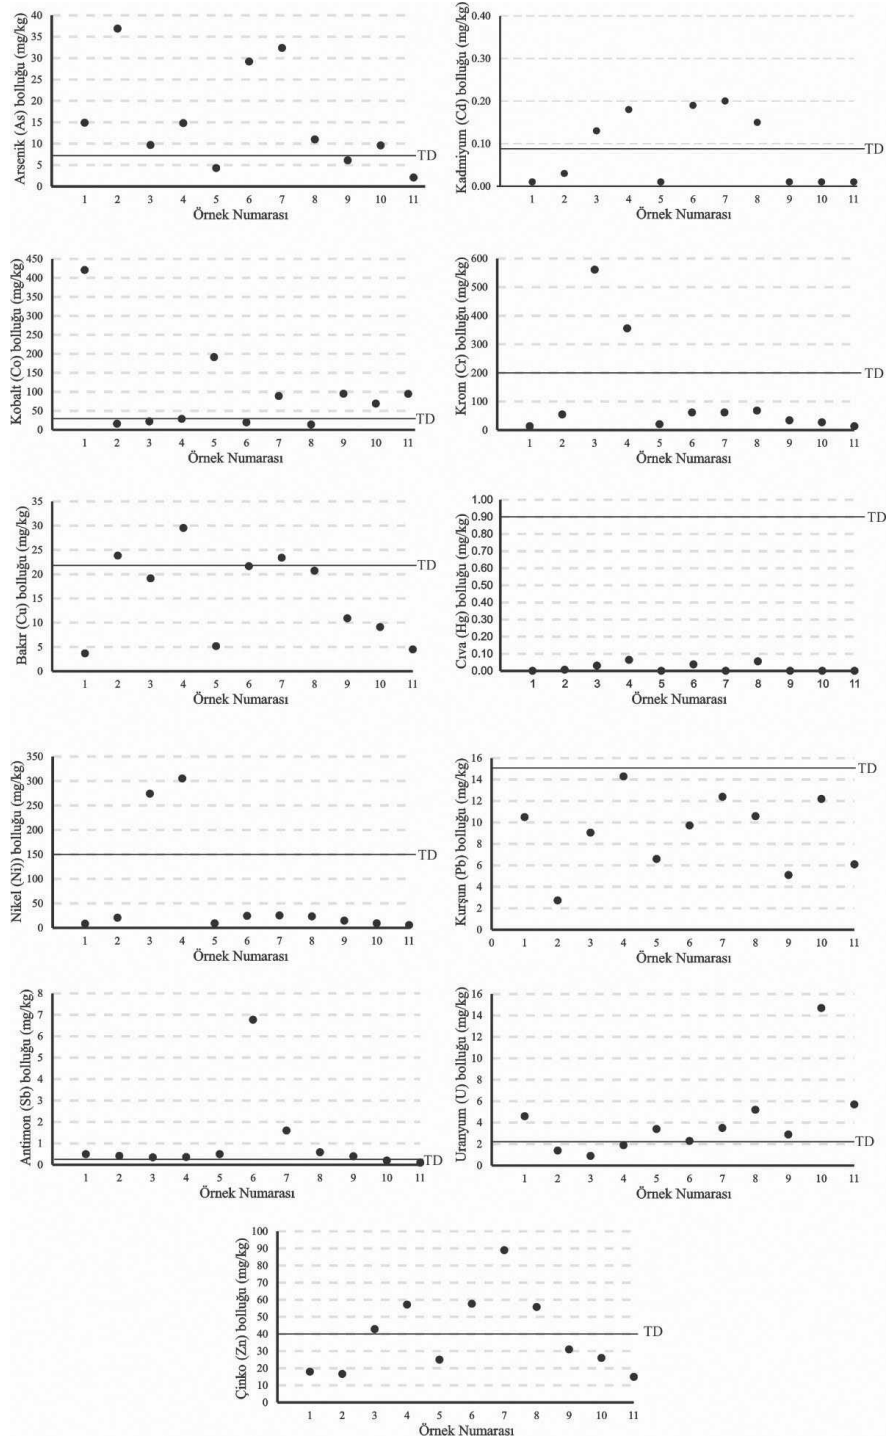 Arsenik (As) bolluğu (mg/kg)
40
35
30
25
20
15
10
5
0
TD
1 2 3 4 5 6 7 8 9 10 11
Örnek Numarası
Kadmiyum (Cd) bolluğu (mg/kg)
0.40
0.30
0.20
0.10
0.00
TD
1 2 3 4 5 6 7 8 9 10 11
Örnek Numarası
Kobalt (Co) bolluğu (mg/kg)
450
400
350
300
250
200
150
100
50
0
TD
1 2 3 4 5 6 7 8 9 10 11
Örnek Numarası
Krom (Cr) bolluğu (mg/kg)
600
500
400
300
200
100
0
TD
1 2 3 4 5 6 7 8 9 10 11
Örnek Numarası
Bakır (Cu) bolluğu (mg/kg)
35
30
25
20
15
10
5
0
TD
1 2 3 4 5 6 7 8 9 10 11
Örnek Numarası
Cıva (Hg) bolluğu (mg/kg)
1.00
0.90
0.80
0.70
0.60
0.50
0.40
0.30
0.20
0.10
0.00
TD
1 2 3 4 5 6 7 8 9 10 11
Örnek Numarası
Nikel (Ni)) bolluğu (mg/kg)
350
300
250
200
150
100
50
0
TD
1 2 3 4 5 6 7 8 9 10 11
Örnek Numarası
Kurşun (Pb) bolluğu (mg/kg)
16
14
12
10
8
6
4
2
0
TD
0 1 2 3 4 5 6 7 8 9 10 11
Örnek Numarası
Antimon (Sb) bolluğu (mg/kg)
8
7
6
5
4
3
2
1
0
TD
1 2 3 4 5 6 7 8 9 10 11
Örnek Numarası
Uranyum (U) bolluğu (mg/kg)
16
14
12
10
8
6
4
2
0
TD
1 2 3 4 5 6 7 8 9 10 11
Örnek Numarası
Çinko (Zn) bolluğu (mg/kg)
100
90
80
70
60
50
40
30
20
10
0
TD
1 2 3 4 5 6 7 8 9 10 11
Örnek Numarası